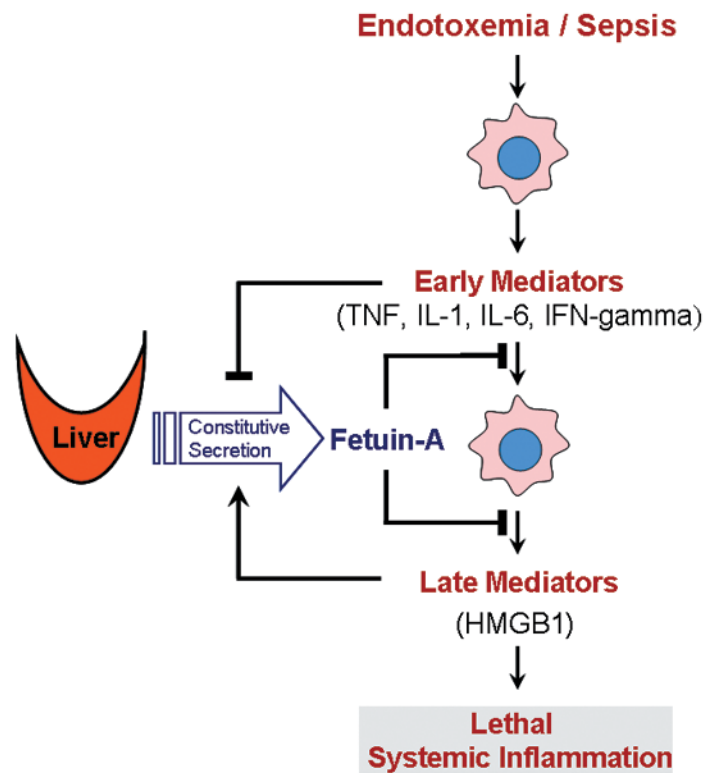 Endotoxemia / Sepsis
Early Mediators
(TNF, IL-1, IL-6, IFN-gamma)
Liver
Constitutive
Secretion
Fetuin-A
Late Mediators
(HMGB1)
Lethal
Systemic Inflammation